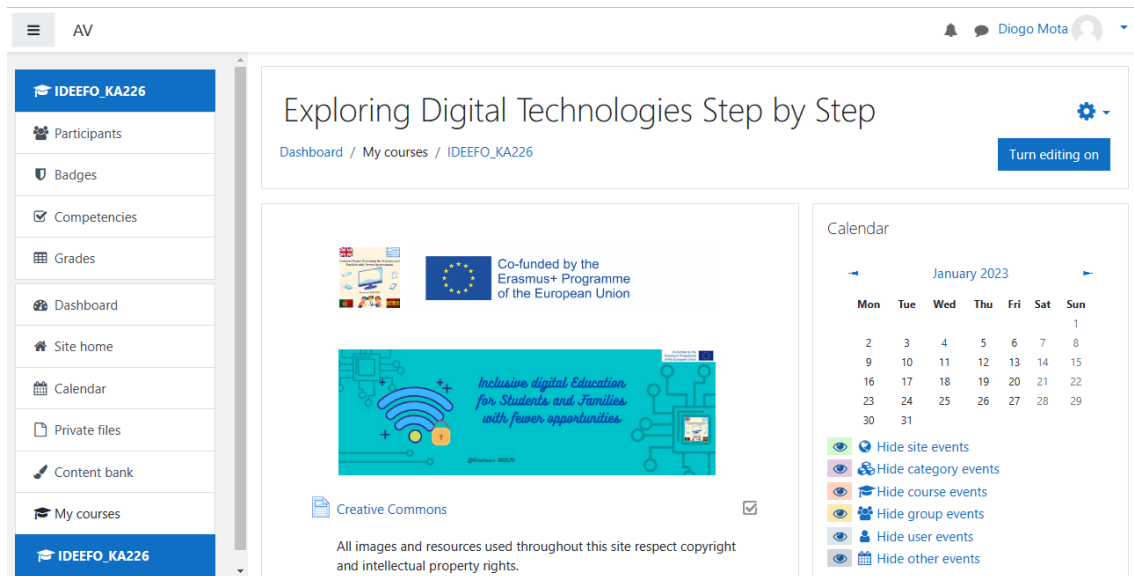 AV
Diogo Mota
IDEEFO_KA226
Participants
Badges
Competencies
Grades
Dashboard
Site home
Calendar
Private files
Content bank
My courses
IDEEFO_KA226
Exploring Digital Technologies Step by Step
Dashboard / My courses / IDEEFO_KA226
Turn editing on
Co-funded by the
Erasmus+ Programme
of the European Union
Inclusive digital Education
for Students and Families
with fewer opportunities
Creative Commons
All images and resources used throughout this site respect copyright
and intellectual property rights.
Calendar
January 2023
Mon Tue Wed Thu Fri Sat Sun
1
2 3 4 5 6 7 8
9 10 11 12 13 14 15
16 17 18 19 20 21 22
23 24 25 26 27 28 29
30 31
Hide site events
Hide category events
Hide course events
Hide group events
Hide user events
Hide other events